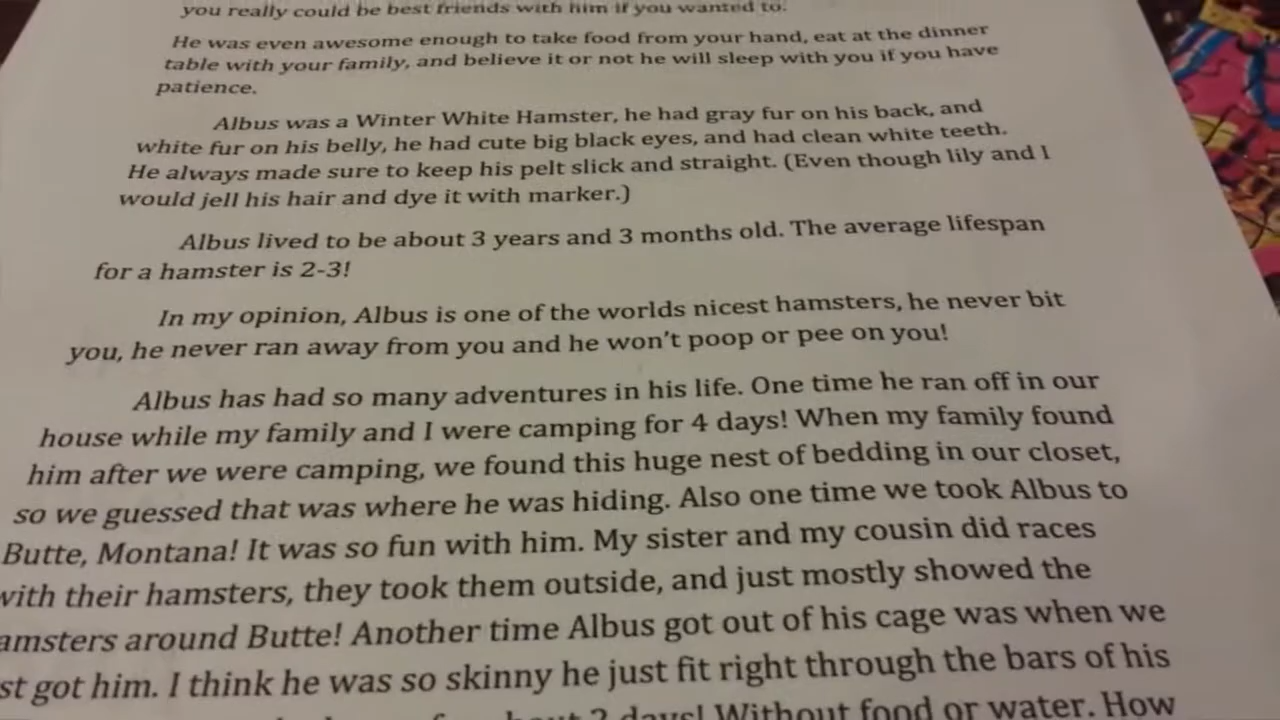 you really could be best friends with him if you wanted to.
He was even awesome enough to take food from your hand, eat at the dinner
table with your family, and believe it or not he will sleep with you if you have
patience.
Albus was a Winter White Hamster, he had gray fur on his back, and
white fur on his belly, he had cute big black eyes, and had clean white teeth.
He always made sure to keep his pelt slick and straight. (Even though lily and I
would jell his hair and dye it with marker.)
Albus lived to be about 3 years and 3 months old. The average lifespan
for a hamster is 2-3!
In my opinion, Albus is one of the worlds nicest hamsters, he never bit
you, he never ran away from you and he won't poop or pee on you!
Albus has had so many adventures in his life. One time he ran off in our
house while my family and I were camping for 4 days! When my family found
him after we were camping, we found this huge nest of bedding in our closet,
so we guessed that was where he was hiding. Also one time we took Albus to
Butte, Montana! It was so fun with him. My sister and my cousin did races
with their hamsters, they took them outside, and just mostly showed the
amsters around Butte! Another time Albus got out of his cage was when we
st got him. I think he was so skinny he just fit right through the bars of his
days! Without food or water. How